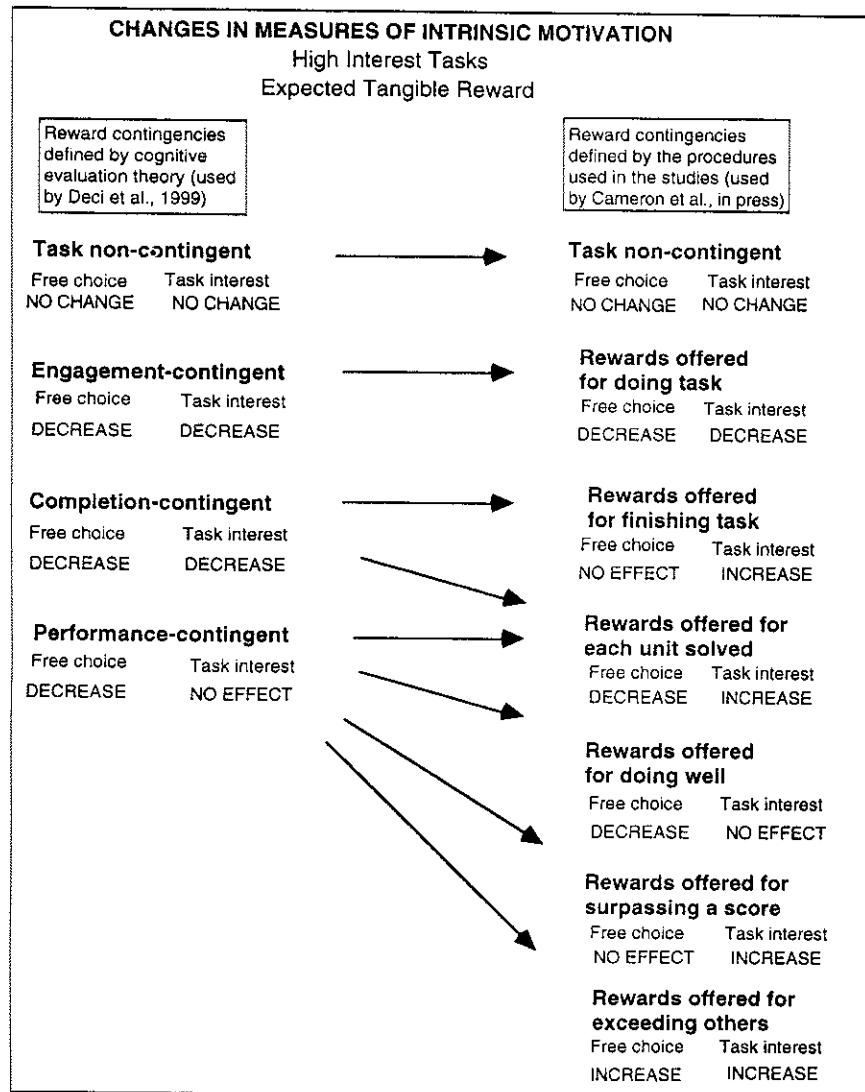 CHANGES IN MEASURES OF INTRINSIC MOTIVATION
High Interest Tasks
Expected Tangible Reward
Reward contingencies
defined by cognitive
evaluation theory (used
by Deci et al., 1999)
Reward contingencies
defined by the procedures
used in the studies (used
by Cameron et al., in press)
Task non-contingent
Free choice Task interest
NO CHANGE NO CHANGE
Task non-contingent
Free choice Task interest
NO CHANGE NO CHANGE
Engagement-contingent
Free choice Task interest
DECREASE DECREASE
Rewards offered
for doing task
Free choice Task interest
DECREASE DECREASE
Completion-contingent
Free choice Task interest
DECREASE DECREASE
Rewards offered
for finishing task
Free choice Task interest
NO EFFECT INCREASE
Performance-contingent
Free choice Task interest
DECREASE NO EFFECT
Rewards offered for
each unit solved
Free choice Task interest
DECREASE INCREASE
Rewards offered
for doing well
Free choice Task interest
DECREASE NO EFFECT
Rewards offered for
surpassing a score
Free choice Task interest
NO EFFECT INCREASE
Rewards offered for
exceeding others
Free choice Task interest
INCREASE INCREASE